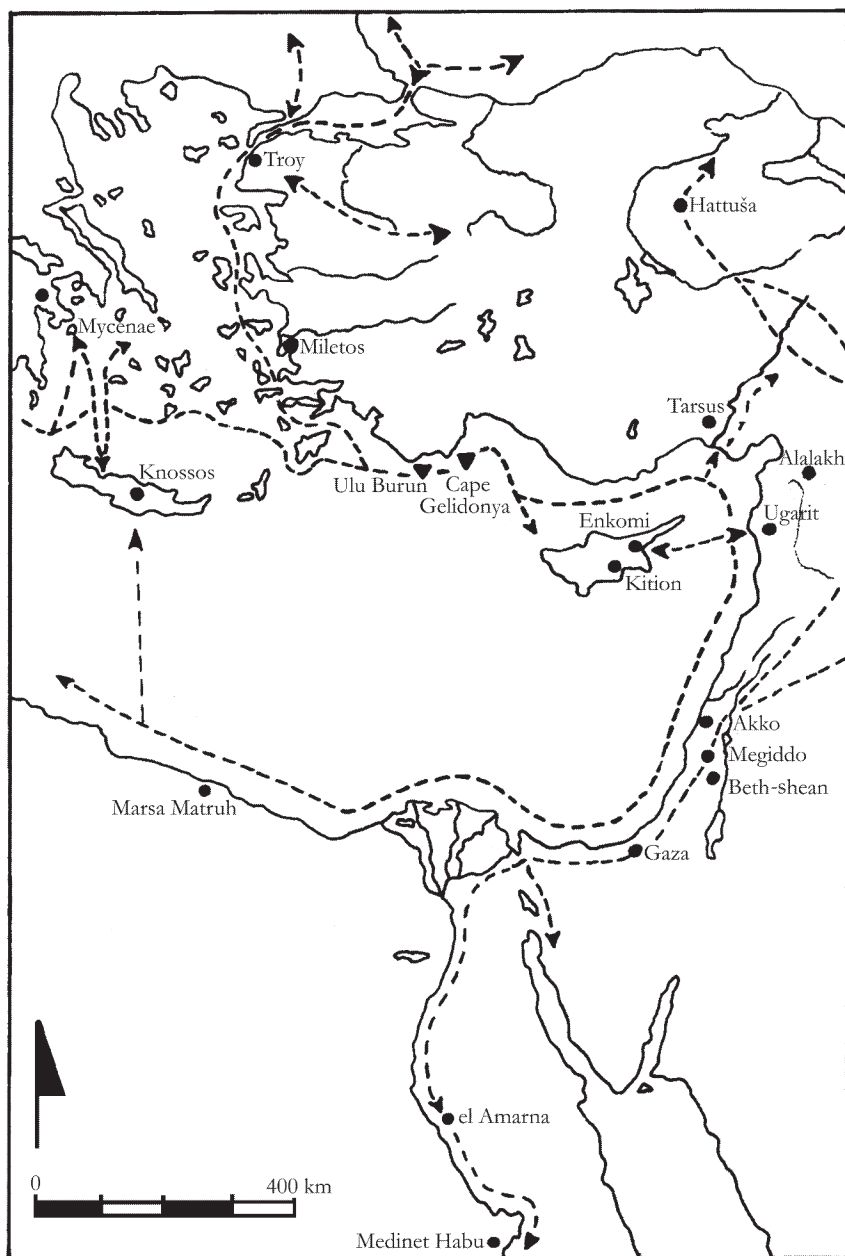 Troy
Hattuša
Mycenae
Miletos
Tarsus
Alalakh
Knossos
Ulu Burun
Cape
Gelidonya
Enkomi
Ugarit
Kition
Akko
Megiddo
Beth-shean
Marsa Matruh
Gaza
el Amarna
0
400 km
Medinet Habu